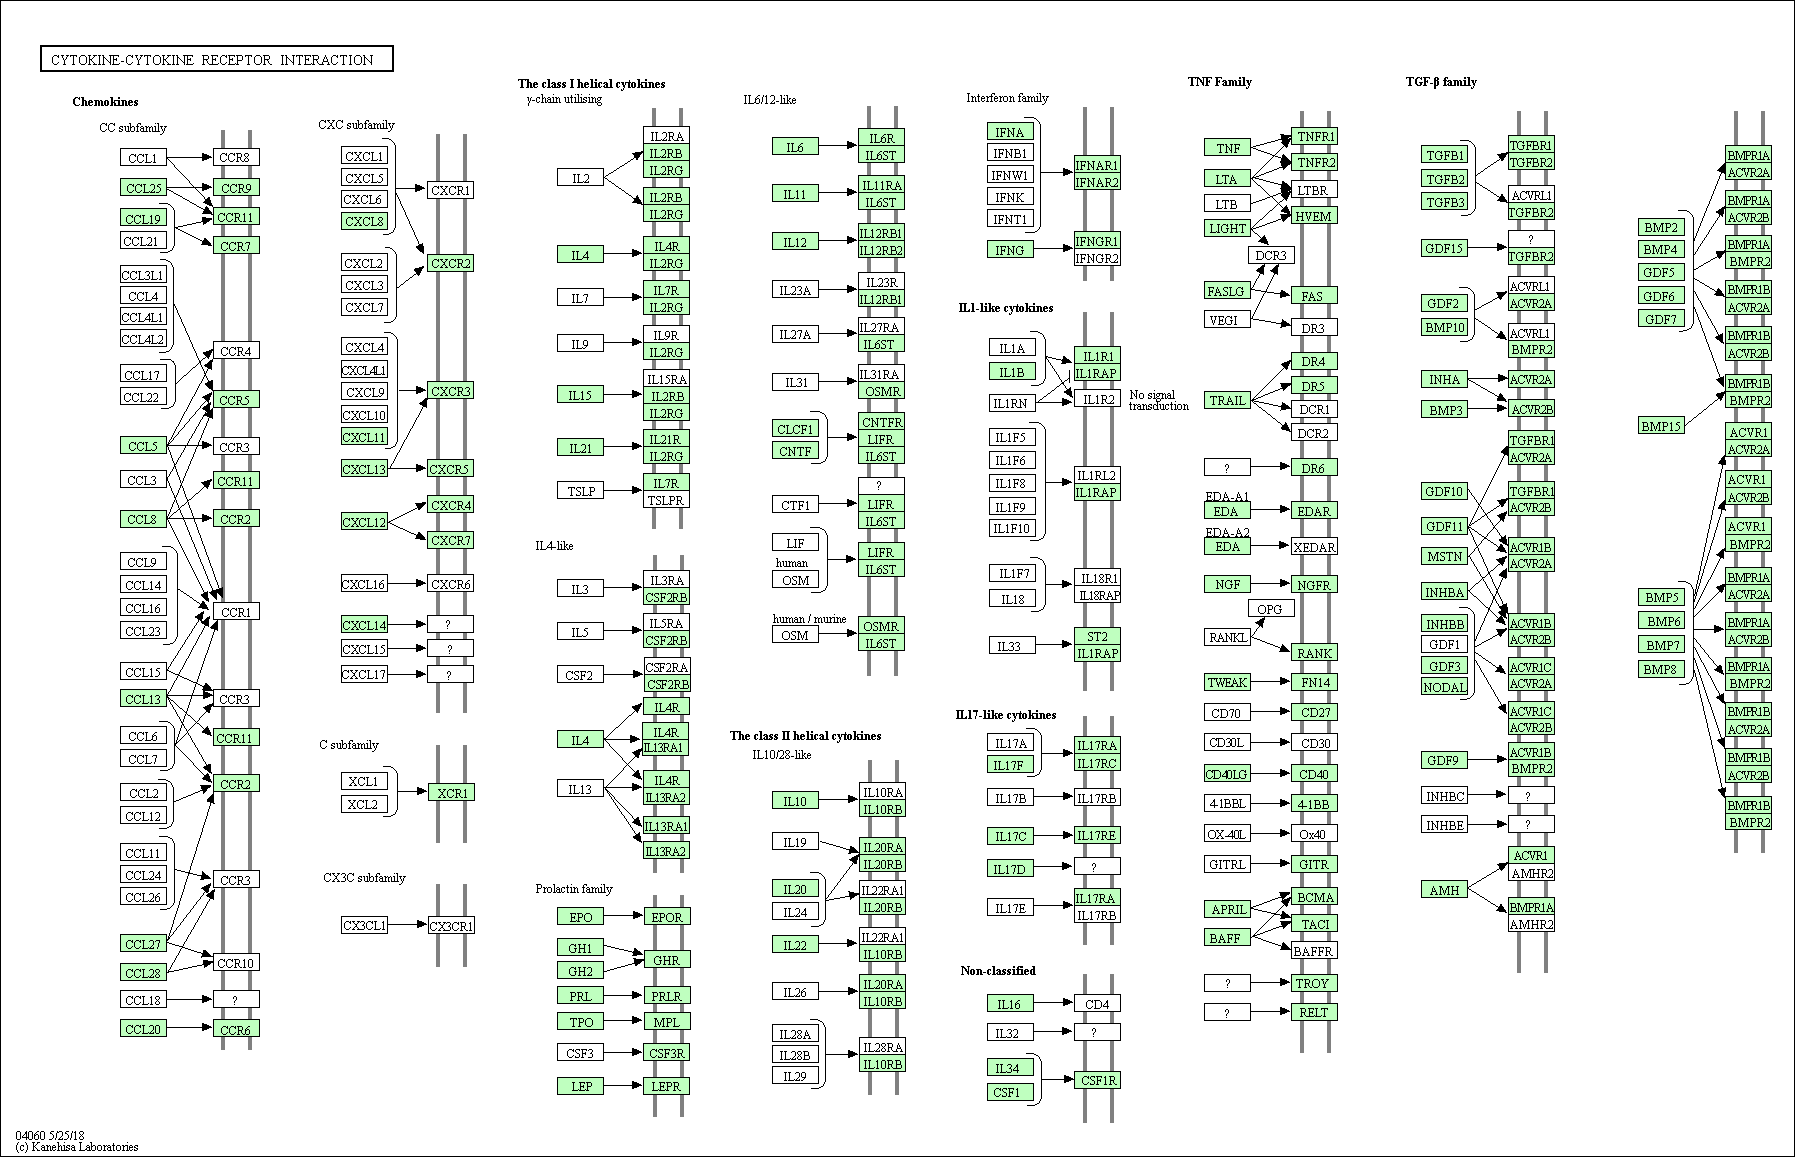 CYTOKINE-CYTOKINE RECEPTOR INTERACTION
Chemokines
CC subfamily
CCL1
CCR8
CCL25
CCR9
CCL19
CCR11
CCL21
CCR7
CCL3L1
CCL4
CCL4L1
CCL4L2
CCR4
CCL17
CCL22
CCR5
CCL5
CCR3
CCL3
CCR11
CCL8
CCR2
CCL9
CCL14
CCL16
CCR1
CCL23
CCL15
CCL13
CCR3
CCL6
CCR11
CCL7
CCR2
CCL2
CCL12
CCL11
CCL24
CCR3
CCL26
CCL27
CCR10
CCL28
CCL18
?
CCL20
CCR6
CXC subfamily
CXCL1
CXCL5
CXCR1
CXCL6
CXCL8
CXCL2
CXCR2
CXCL3
CXCL7
CXCL4
CXCL4L1
CXCL9
CXCR3
CXCL10
CXCL11
CXCL13
CXCR5
CXCR4
CXCL12
CXCR7
CXCL16
CXCR6
CXCL14
?
CXCL15
?
CXCL17
?
C subfamily
XCL1
XCR1
XCL2
CX3C subfamily
CX3CL1
CX3CR1
The class I helical cytokines
γ-chain utilising
IL2RA
IL2RB
IL2RG
IL2
IL2RB
IL2RG
IL4
IL4R
IL2RG
IL7
IL7R
IL2RG
IL9
IL9R
IL2RG
IL15
IL15RA
IL2RB
IL2RG
IL21
IL21R
IL2RG
TSLP
IL7R
TSLPR
IL4-like
IL3
IL3RA
CSF2RB
IL5
IL5RA
CSF2RB
CSF2
CSF2RA
CSF2RB
IL4R
IL4
IL4R
IL13RA1
IL13
IL4R
IL13RA2
IL13RA1
IL13RA2
Prolactin family
EPO
EPOR
GH1
GHR
GH2
PRL
PRLR
TPO
MPL
CSF3
CSF3R
LEP
LEPR
IL6/12-like
IL6
IL6R
IL6ST
IL11
IL11RA
IL6ST
IL12
IL12RB1
IL12RB2
IL23A
IL23R
IL12RB1
IL27A
IL27RA
IL6ST
IL31
IL31RA
OSMR
CLCF1
CNTF
CNTFR
LIFR
IL6ST
CTF1
?
LIFR
IL6ST
LIF
human
OSM
LIFR
IL6ST
human / murine
OSM
OSMR
IL6ST
The class II helical cytokines
IL10/28-like
IL10
IL10RA
IL10RB
IL19
IL20RA
IL20RB
IL20
IL24
IL22RA1
IL20RB
IL22
IL22RA1
IL10RB
IL26
IL20RA
IL10RB
IL28A
IL28B
IL29
IL28RA
IL10RB
Interferon family
IFNA
IFNB1
IFNW1
IFNK
IFNT1
IFNAR1
IFNAR2
IFNG
IFNGR1
IFNGR2
IL1-like cytokines
IL1A
IL1B
IL1R1
IL1RAP
IL1RN
IL1R2
No signal
transduction
IL1F5
IL1F6
IL1F8
IL1F9
IL1F10
IL1RL2
IL1RAP
IL1F7
IL18
IL18R1
IL18RAP
IL33
ST2
IL1RAP
IL17-like cytokines
IL17A
IL17F
IL17RA
IL17RC
IL17B
IL17RB
IL17C
IL17RE
IL17D
?
IL17E
IL17RA
IL17RB
Non-classified
IL16
CD4
IL32
?
IL34
CSF1
CSF1R
TNF Family
TNF
TNFR1
TNFR2
LTA
LTB
LTBR
LIGHT
HVEM
DCR3
FASLG
FAS
VEGI
DR3
DR4
DR5
TRAIL
DCR1
DCR2
?
DR6
EDA-A1
EDA
EDAR
EDA-A2
EDA
XEDAR
NGF
NGFR
OPG
RANKL
RANK
TWEAK
FN14
CD70
CD27
CD30L
CD30
CD40LG
CD40
4-1BBL
4-1BB
OX-40L
Ox40
GITRL
GITR
BCMA
APRIL
TACI
BAFF
BAFFR
?
TROY
?
RELT
TGF-β family
TGFB1
TGFB2
TGFB3
TGFBR1
TGFBR2
ACVRL1
TGFBR2
GDF15
?
TGFBR2
GDF2
BMP10
ACVRL1
ACVR2A
ACVRL1
BMPR2
INHA
ACVR2A
BMP3
ACVR2B
TGFBR1
ACVR2A
GDF10
TGFBR1
ACVR2B
GDF11
MSTN
ACVR1B
ACVR2A
INHBA
INHBB
GDF1
GDF3
NODAL
ACVR1B
ACVR2B
ACVR1C
ACVR2A
ACVR1C
ACVR2B
GDF9
ACVR1B
BMPR2
INHBC
?
INHBE
?
AMH
ACVR1
AMHR2
BMPR1A
AMHR2
BMP2
BMP4
GDF5
GDF6
GDF7
BMPR1A
ACVR2A
BMPR1A
ACVR2B
BMPR1A
BMPR2
BMPR1B
ACVR2A
BMPR1B
ACVR2B
BMPR1B
BMPR2
BMP15
ACVR1
ACVR2A
ACVR1
ACVR2B
ACVR1
BMPR2
BMP5
BMP6
BMP7
BMP8
BMPR1A
ACVR2A
BMPR1A
ACVR2B
BMPR1A
BMPR2
BMPR1B
ACVR2A
BMPR1B
ACVR2B
BMPR1B
BMPR2
04060 5/25/18
(c) Kanehisa Laboratories